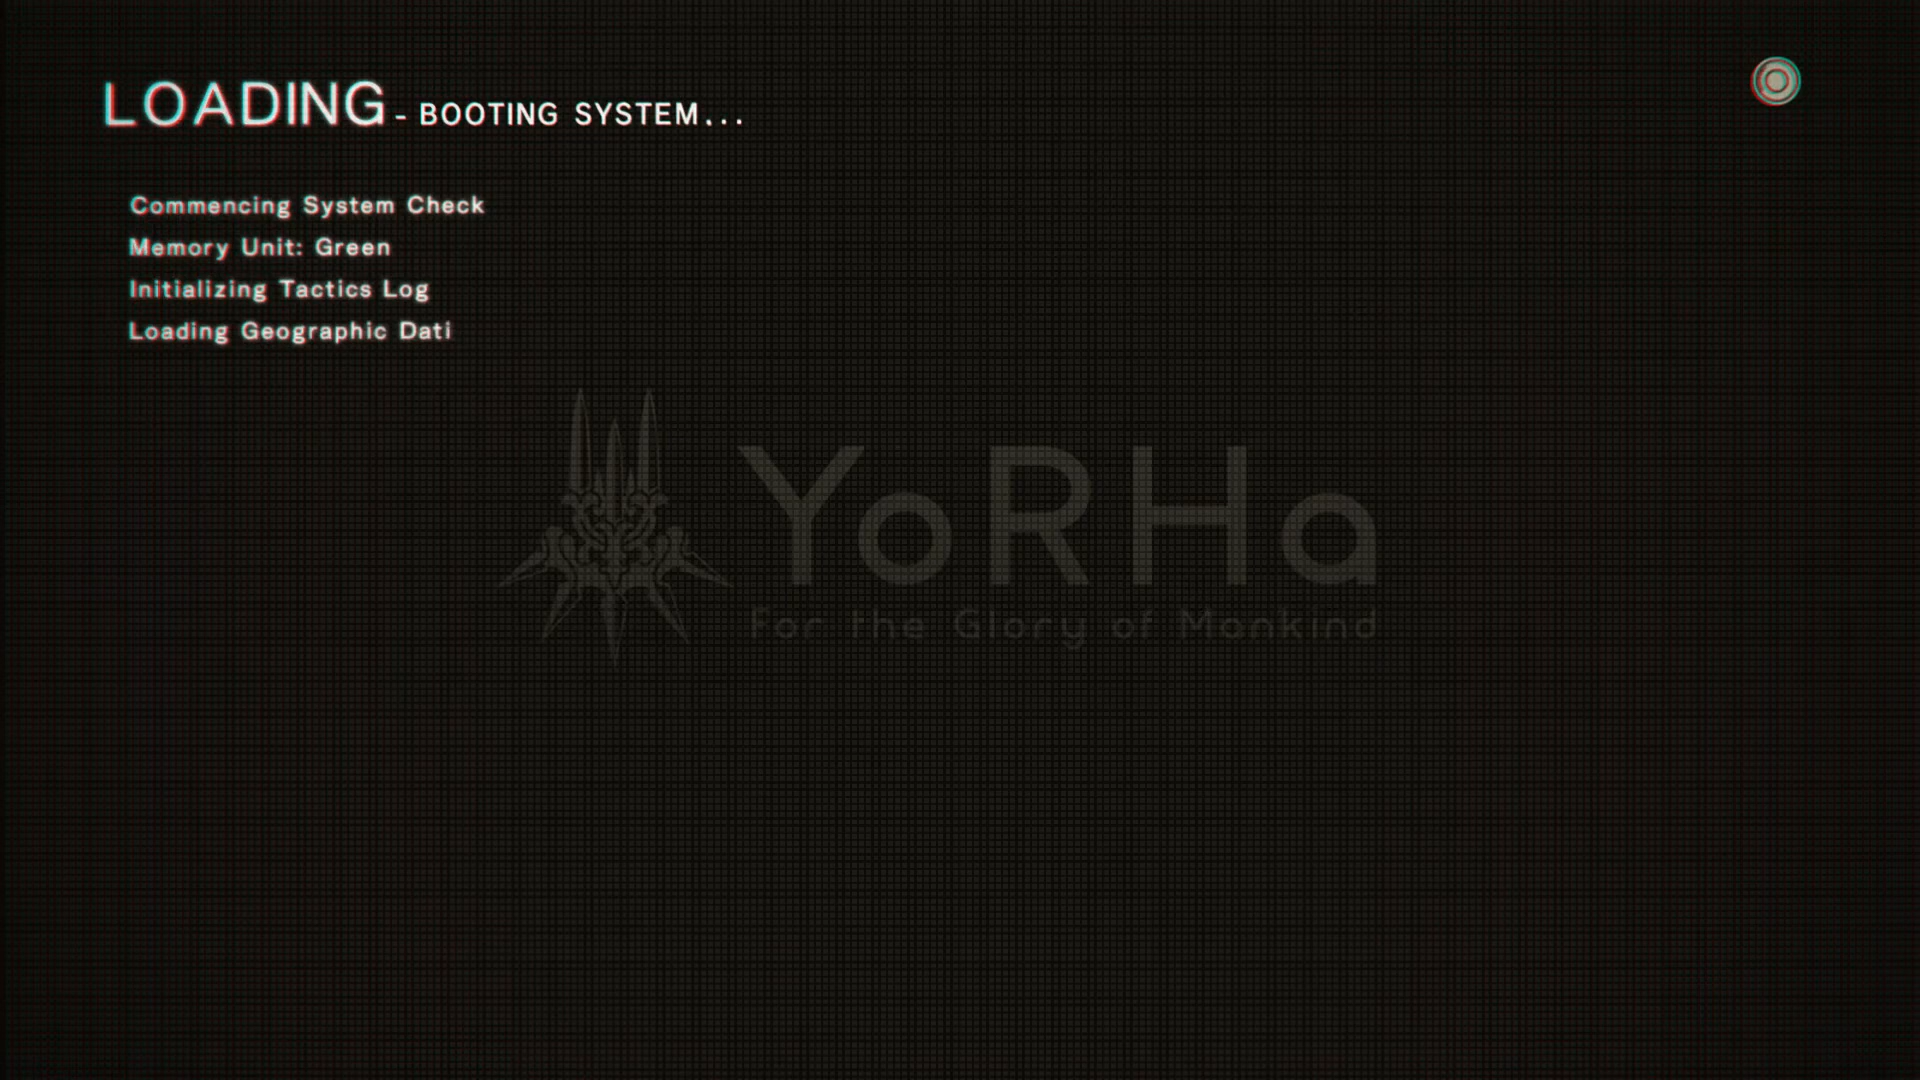 LOADING - BOOTING SYSTEM...
Commencing System Check
Memory Unit: Green
Initializing Tactics Log
Loading Geographic Dati
YoRHa
For the Glory of Mankind